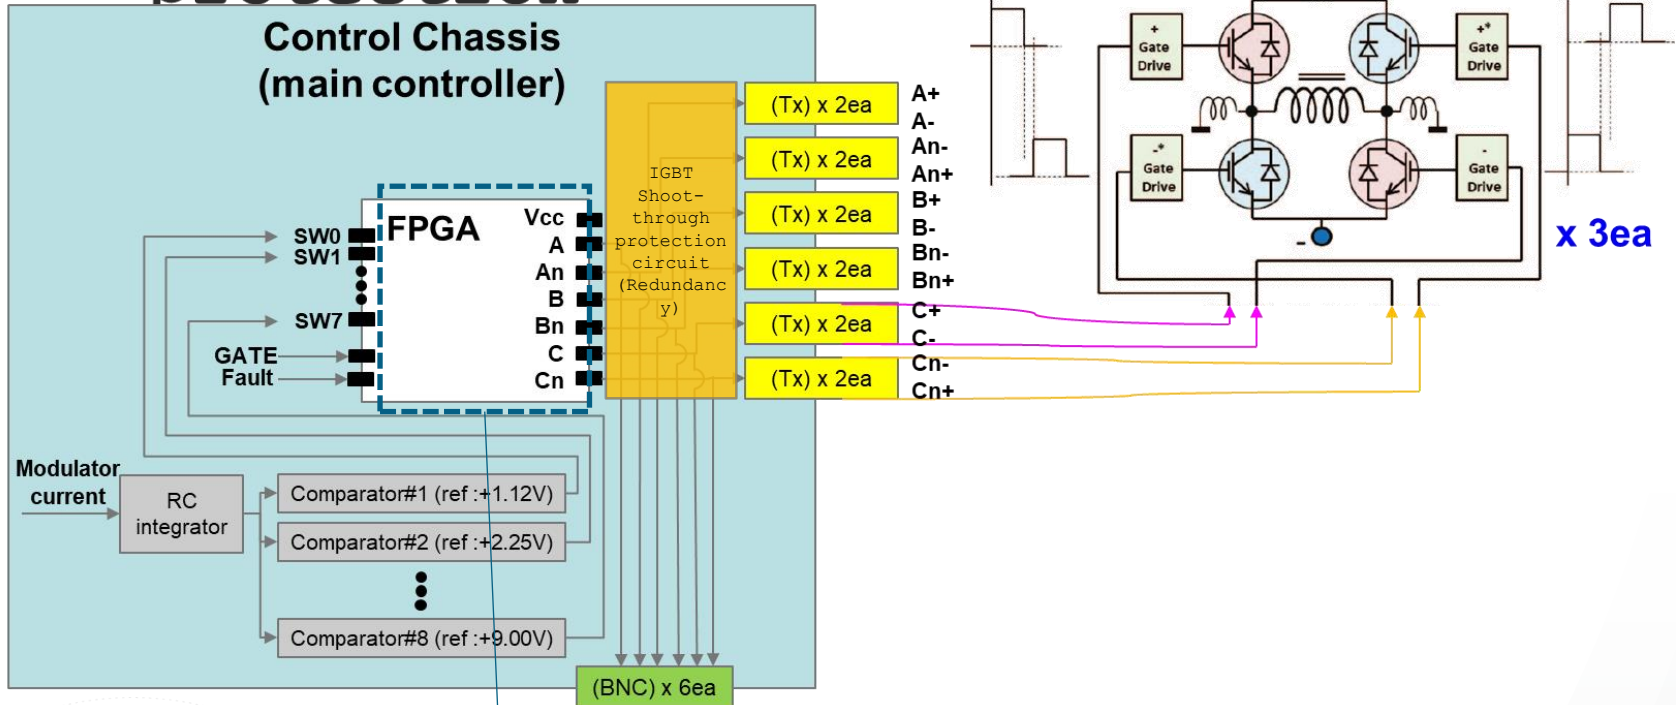 protection
Control Chassis
(main controller)
FPGA
SW0
SW1
SW7
GATE
Fault
Vcc
A
An
B
Bn
C
Cn
IGBT
Shoot-
through
protection
circuit
(Redundanc
y)
(Tx) x 2ea
(Tx) x 2ea
(Tx) x 2ea
(Tx) x 2ea
(Tx) x 2ea
(Tx) x 2ea
A+
A-
An-
An+
B+
B-
Bn-
Bn+
C+
C-
Cn-
Cn+
Modulator
current
RC
integrator
Comparator#1 (ref :+1.12V)
Comparator#2 (ref :+2.25V)
Comparator#8 (ref :+9.00V)
(BNC) x 6ea
+
Gate
Drive
+*
Gate
Drive
-*
Gate
Drive
-
Gate
Drive
-
x 3ea